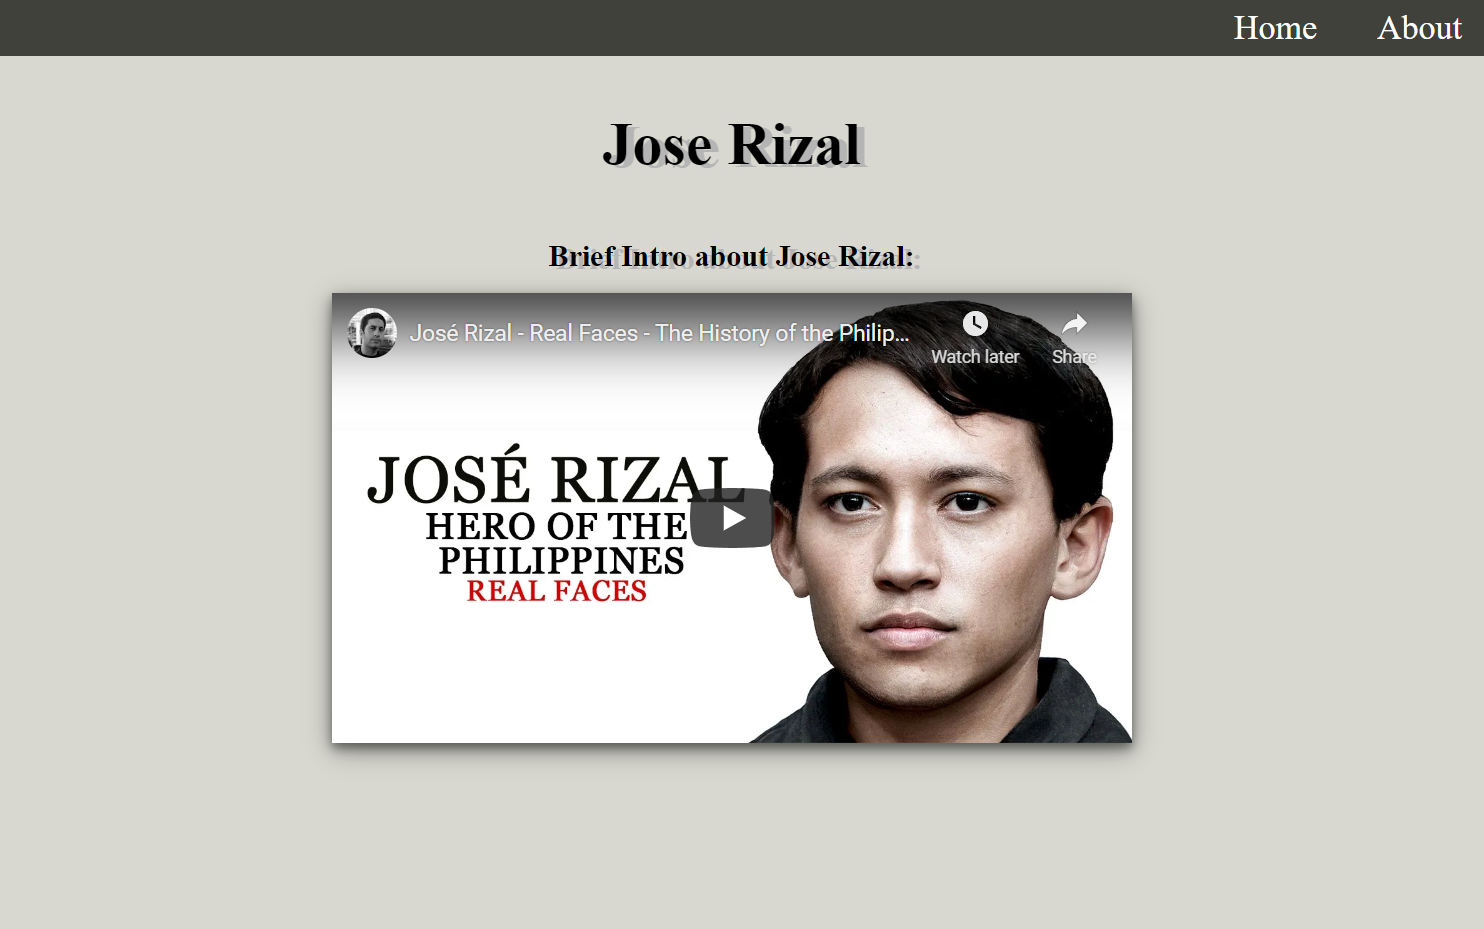 Home About
Jose Rizal
Brief Intro about Jose Rizal:
José Rizal - Real Faces - The History of the Philip...
Watch later
Share
JOSÉ RIZAL
HERO OF THE
PHILIPPINES
REAL FACES